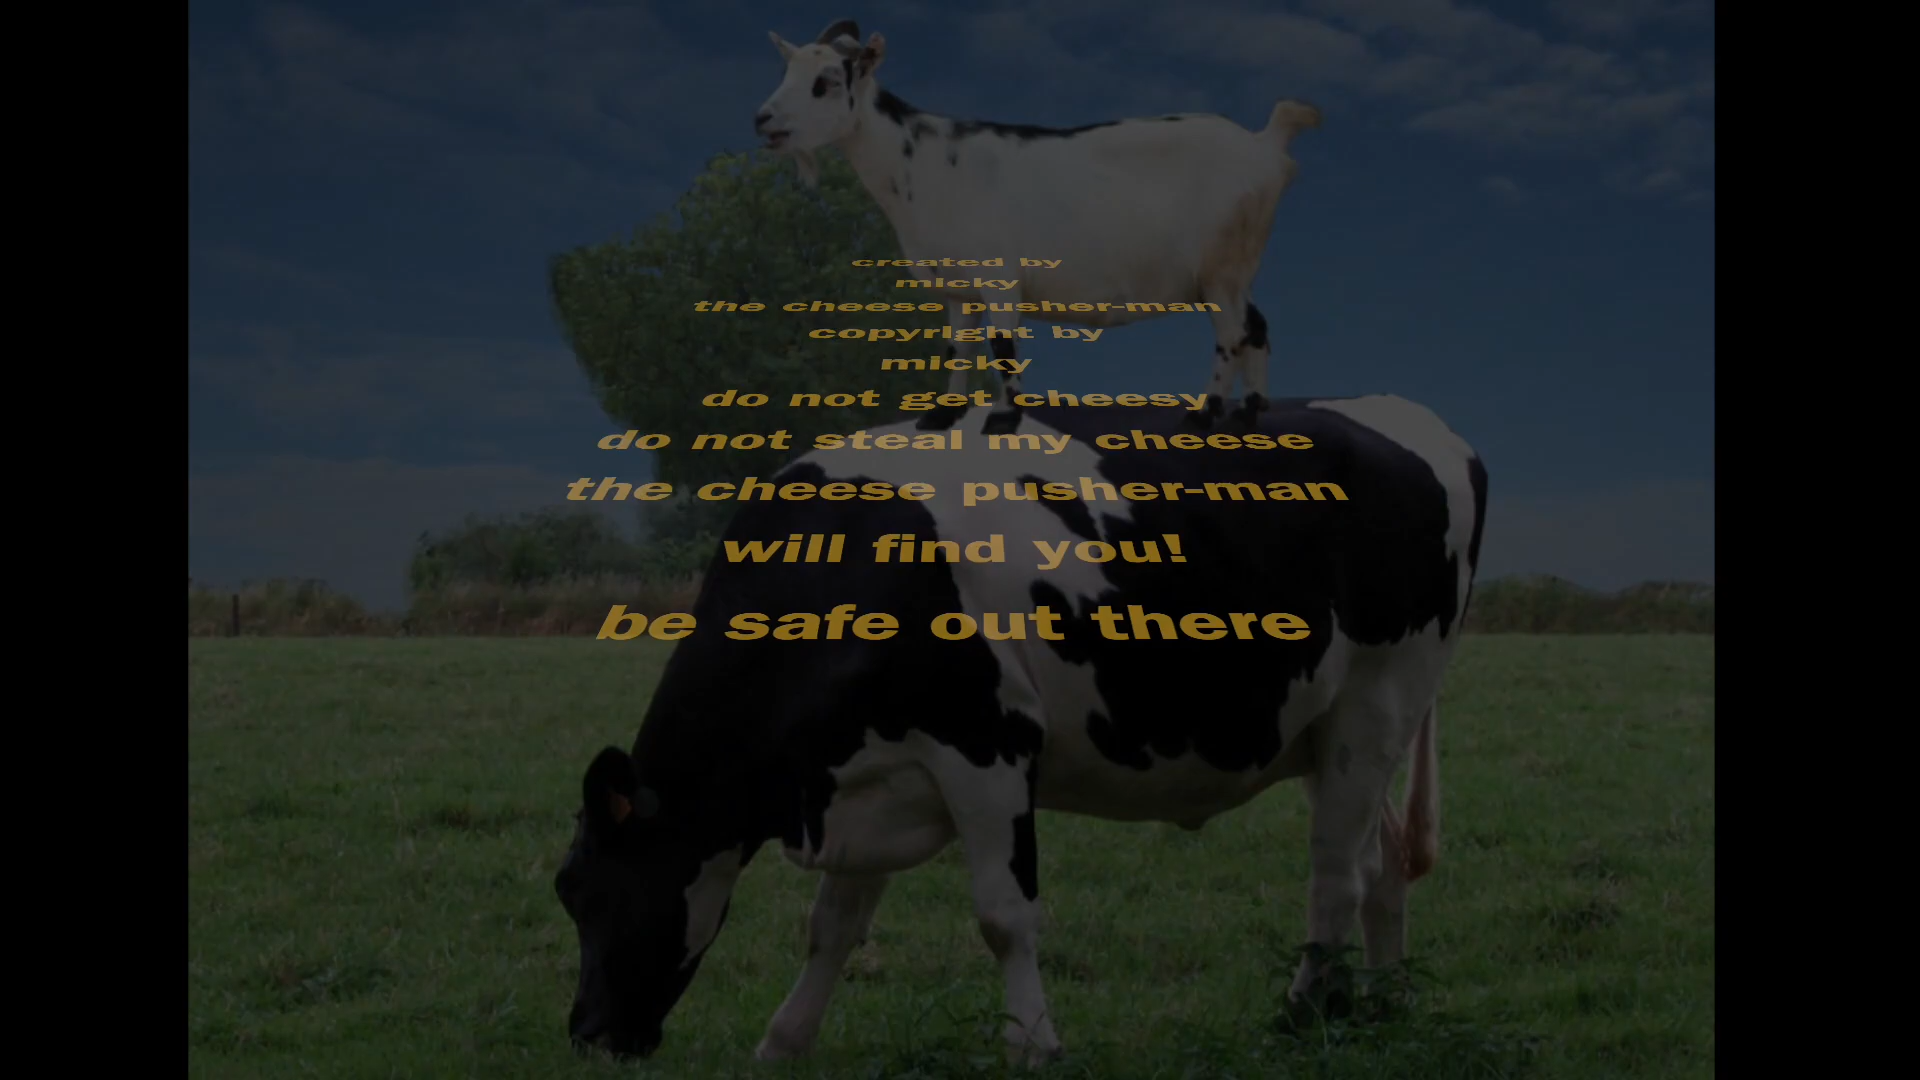 created by
micky
the cheese pusher-man
copyright by
micky
do not get cheesy
do not steal my cheese
the cheese pusher-man
will find you!
be safe out there